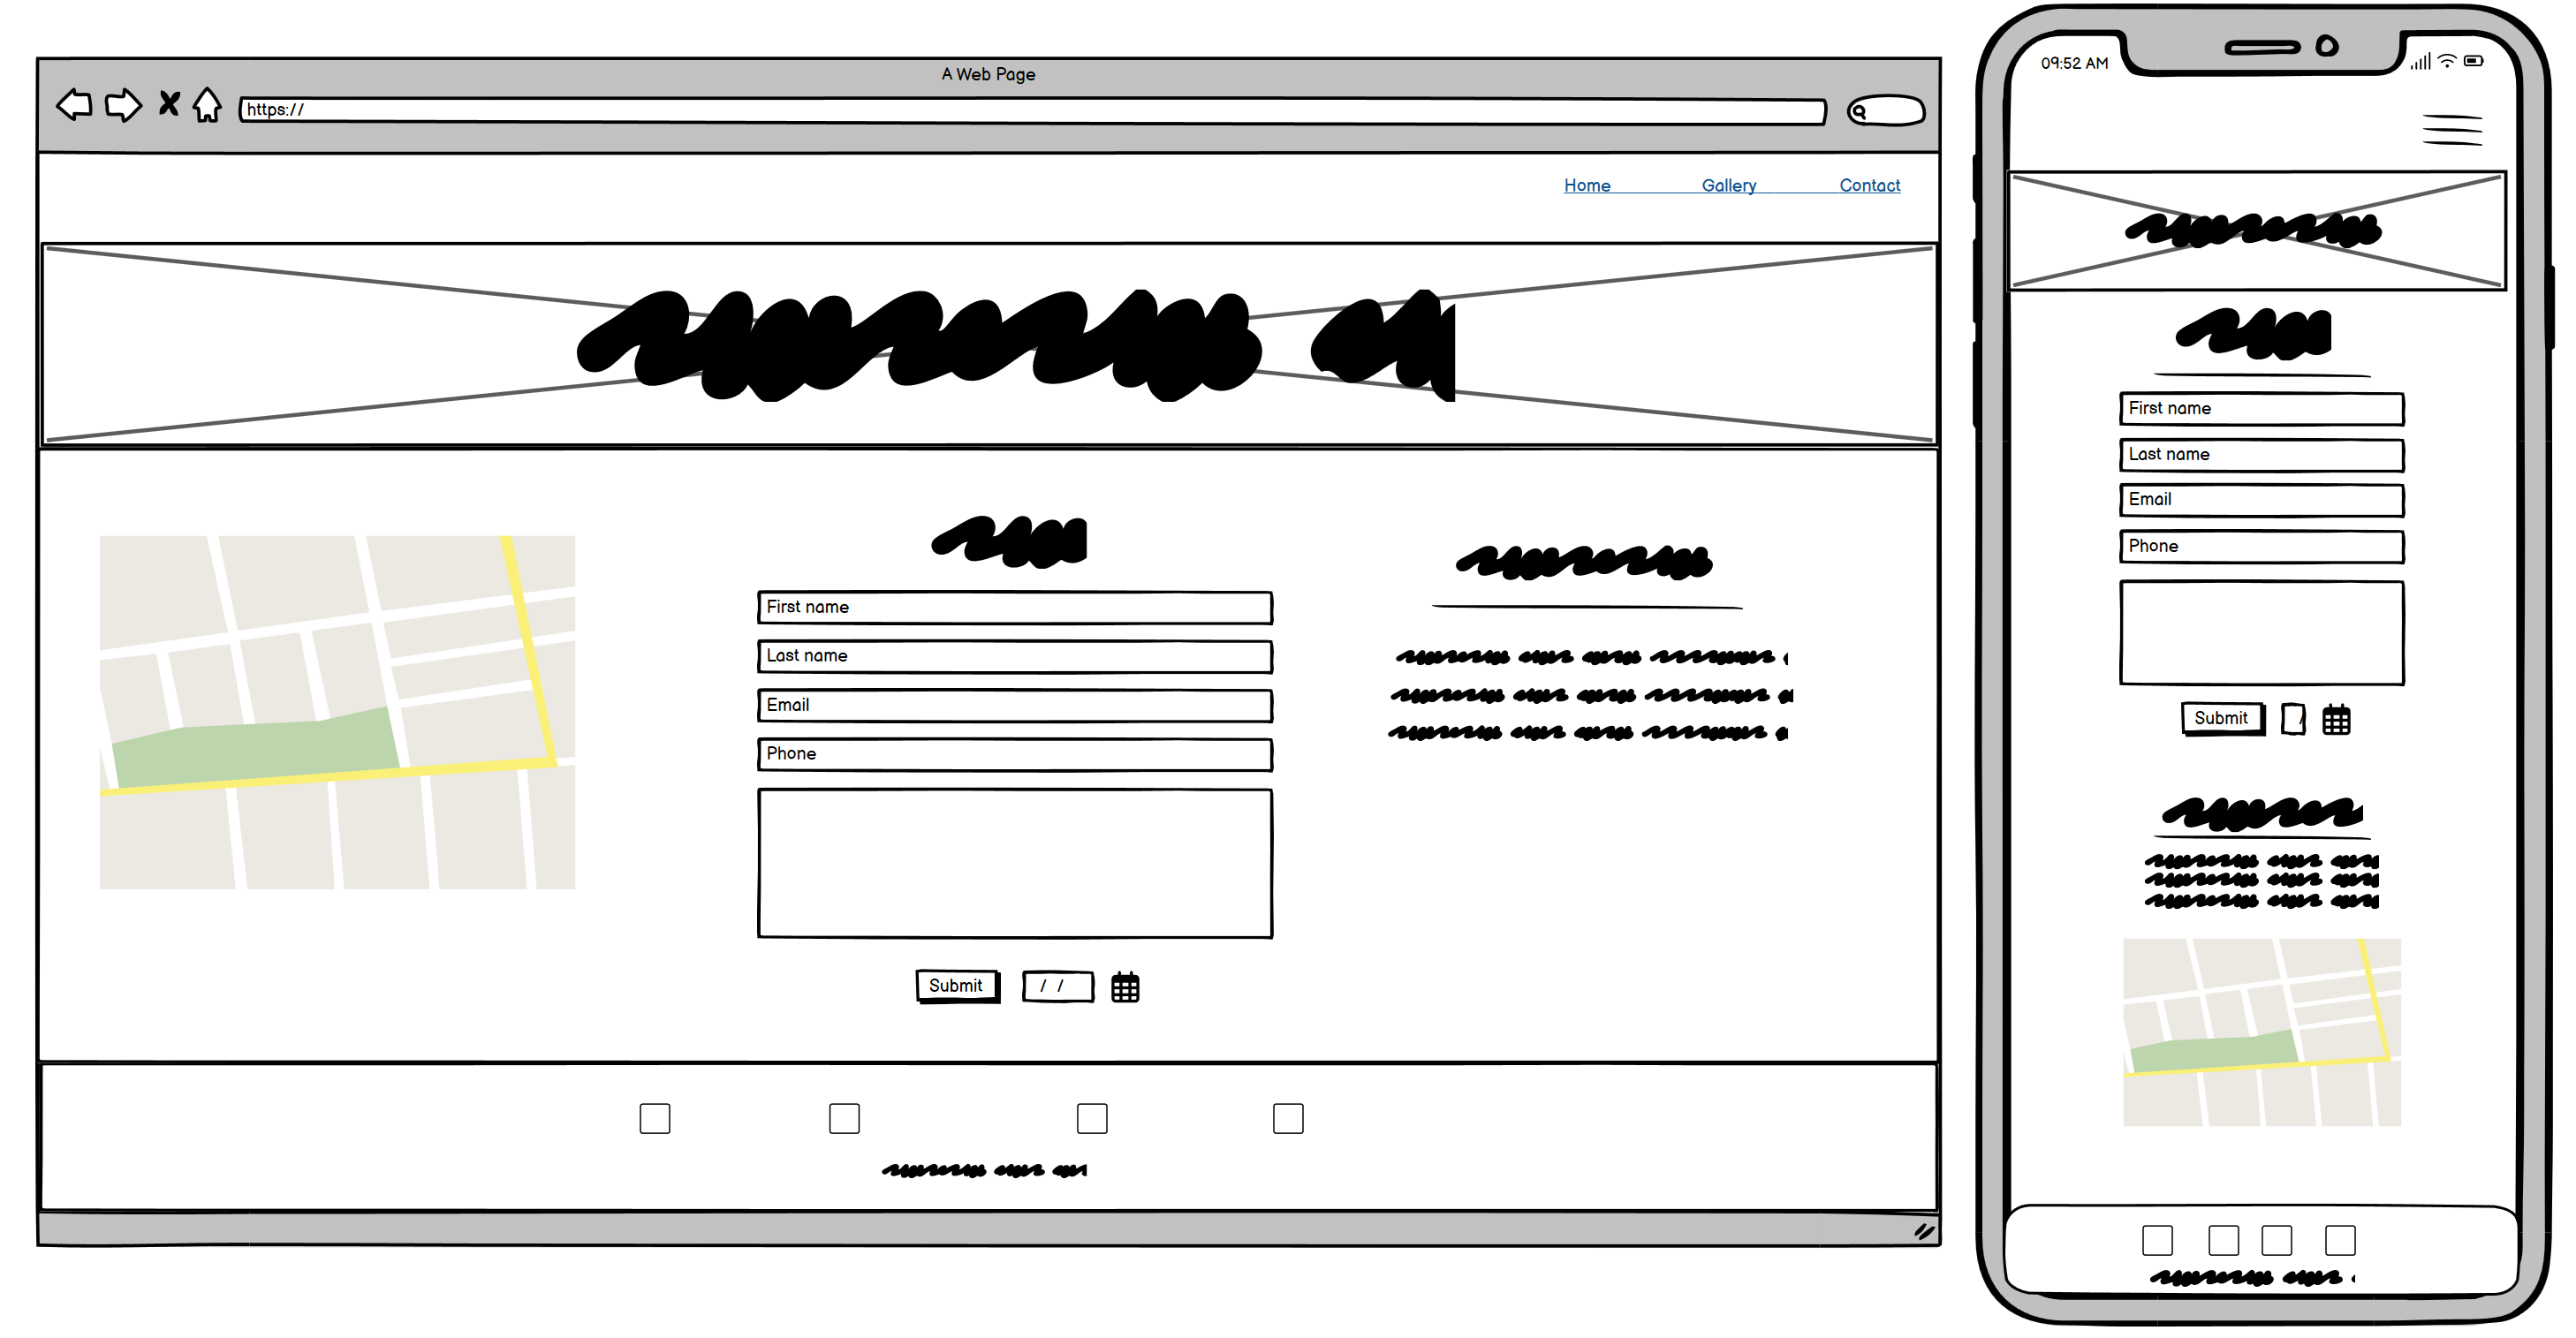 A Web Page
https://
Home Gallery Contact
First name
Last name
Email
Phone
Submit / /
09:52 AM
First name
Last name
Email
Phone
Submit /